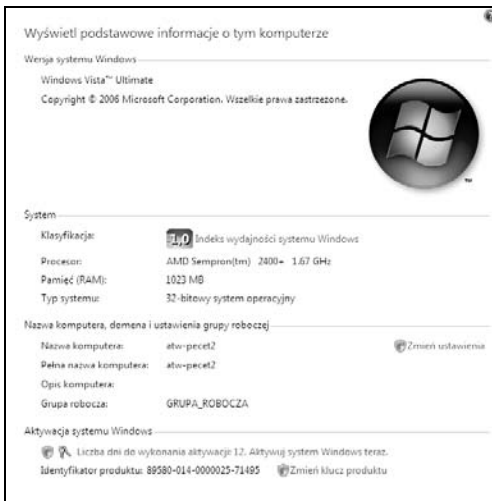 Wyświetl podstawowe informacje o tym komputerze
Wersja systemu Windows
Windows Vista™ Ultimate
Copyright © 2006 Microsoft Corporation. Wszelkie prawa zastrzeżone.
TM
System
Klasyfikacja: 1,0 Indeks wydajności systemu Windows
Procesor: AMD Sempron(tm) 2400+ 1.67 GHz
Pamięć (RAM): 1023 MB
Typ systemu: 32-bitowy system operacyjny
Nazwa komputera, domena i ustawienia grupy roboczej
Nazwa komputera: atw-pecet2 Zmień ustawienia
Pełna nazwa komputera: atw-pecet2
Opis komputera:
Grupa robocza: GRUPA_ROBOCZA
Aktywacja systemu Windows
Liczba dni do wykonania aktywacji: 12. Aktywuj system Windows teraz.
Identyfikator produktu: 89580-014-0000025-71495 Zmień klucz produktu